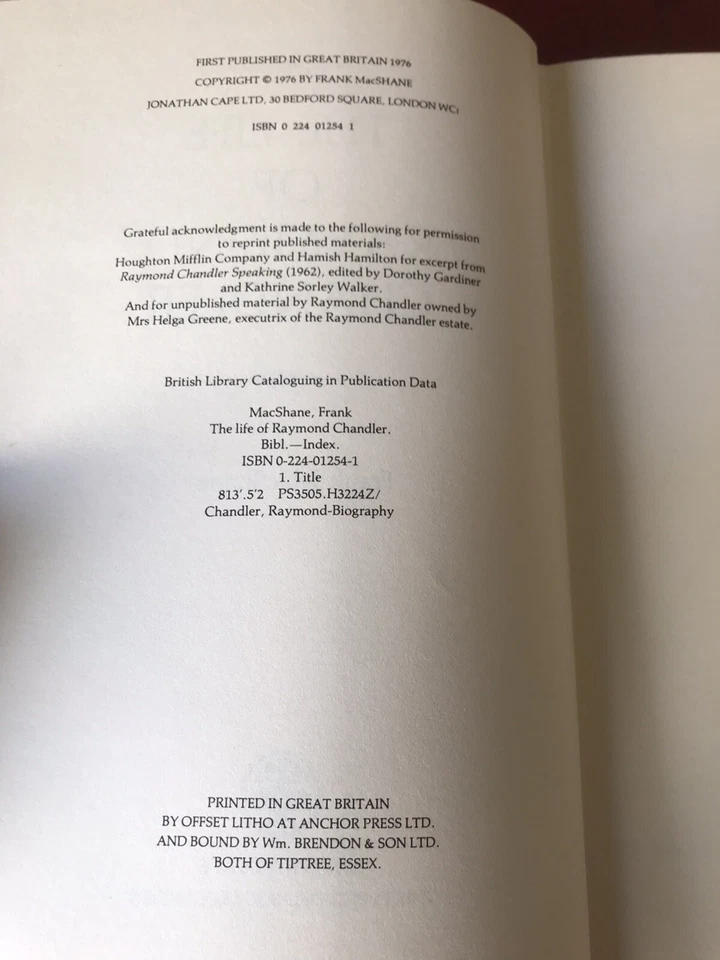 FIRST PUBLISHED IN GREAT BRITAIN 1976
COPYRIGHT © 1976 BY FRANK MacSHANE
JONATHAN CAPE LTD, 30 BEDFORD SQUARE, LONDON WC1
ISBN 0 224 01254 1
Grateful acknowledgment is made to the following for permission
to reprint published materials:
Houghton Mifflin Company and Hamish Hamilton for excerpt from
Raymond Chandler Speaking (1962), edited by Dorothy Gardiner
and Kathrine Sorley Walker.
And for unpublished material by Raymond Chandler owned by
Mrs Helga Greene, executrix of the Raymond Chandler estate.
British Library Cataloguing in Publication Data
MacShane, Frank
The life of Raymond Chandler.
Bibl.—Index.
ISBN 0-224-01254-1
1. Title
813'.5'2 PS3505.H3224Z/
Chandler, Raymond-Biography
PRINTED IN GREAT BRITAIN
BY OFFSET LITHO AT ANCHOR PRESS LTD.
AND BOUND BY Wm. BRENDON & SON LTD.
BOTH OF TIPTREE, ESSEX.